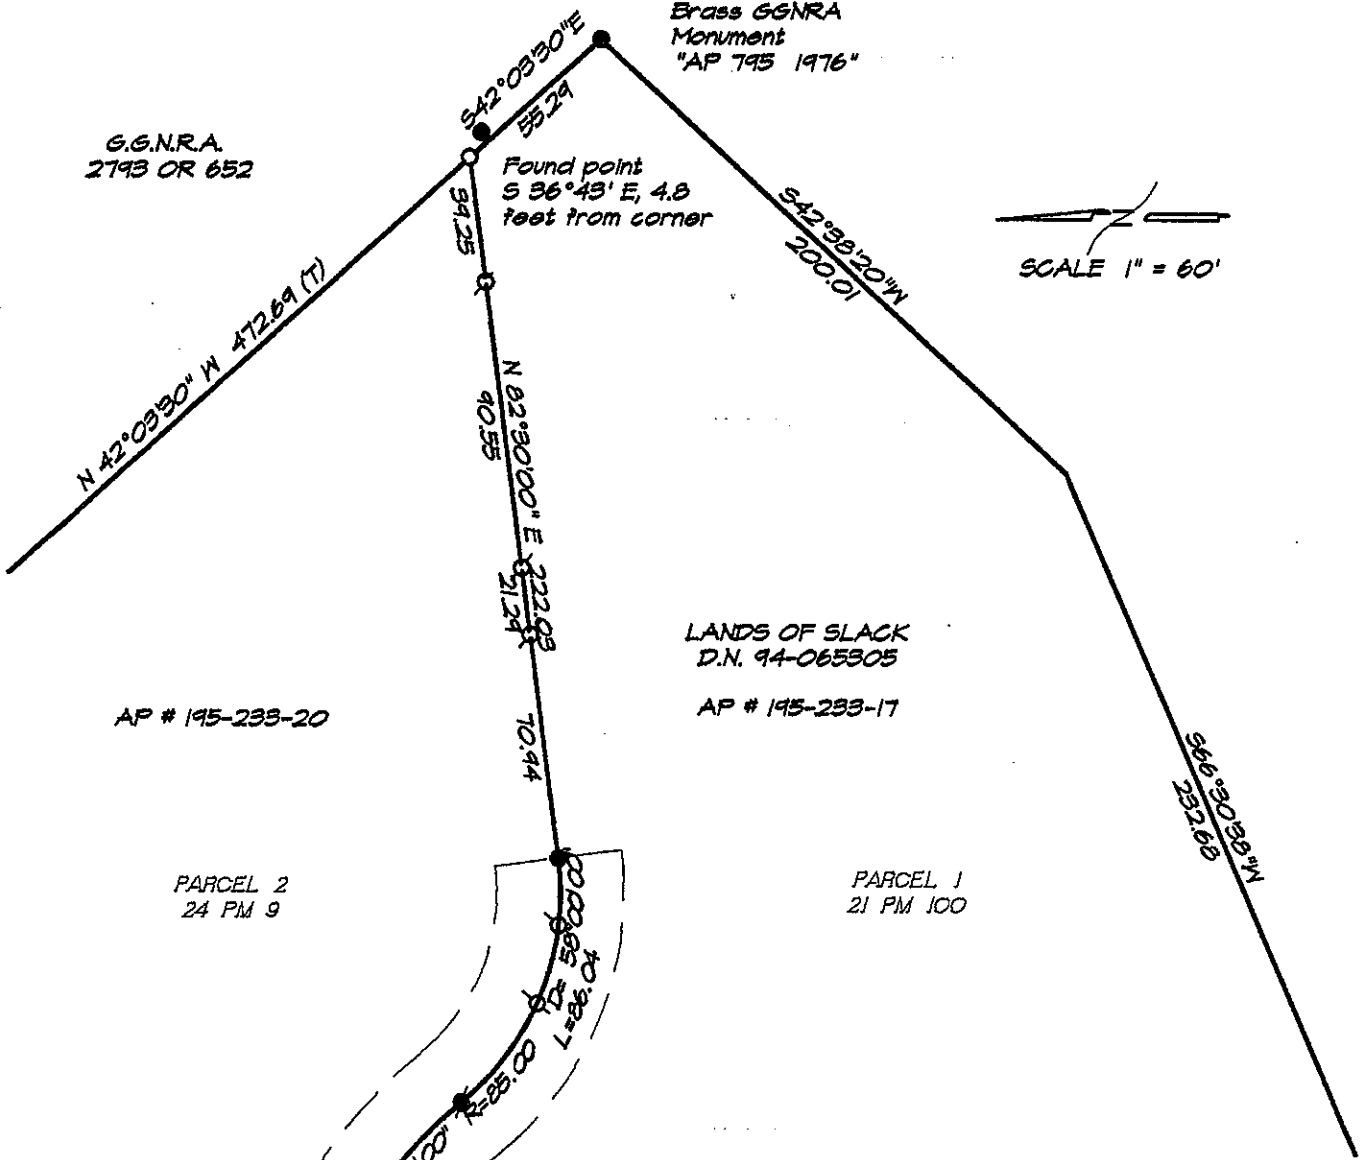 Brass GGNRA
Monument
"AP 795 1976"
S42°03'30"E
55.29
G.G.N.R.A.
2793 OR 652
Found point
S 36°43' E, 4.8
feet from corner
39.25
S42°38'20"W
200.01
SCALE 1" = 60'
N 42°03'30" W 472.69 (T)
N 82°30'00" E 222.03
90.55
21.29
LANDS OF SLACK
D.N. 94-065305
AP # 195-233-17
AP # 195-233-20
70.94
S66°30'38"W
232.68
PARCEL 2
24 PM 9
PARCEL 1
21 PM 100
D= 58°00'00
L=86.04
R=85.00
00"